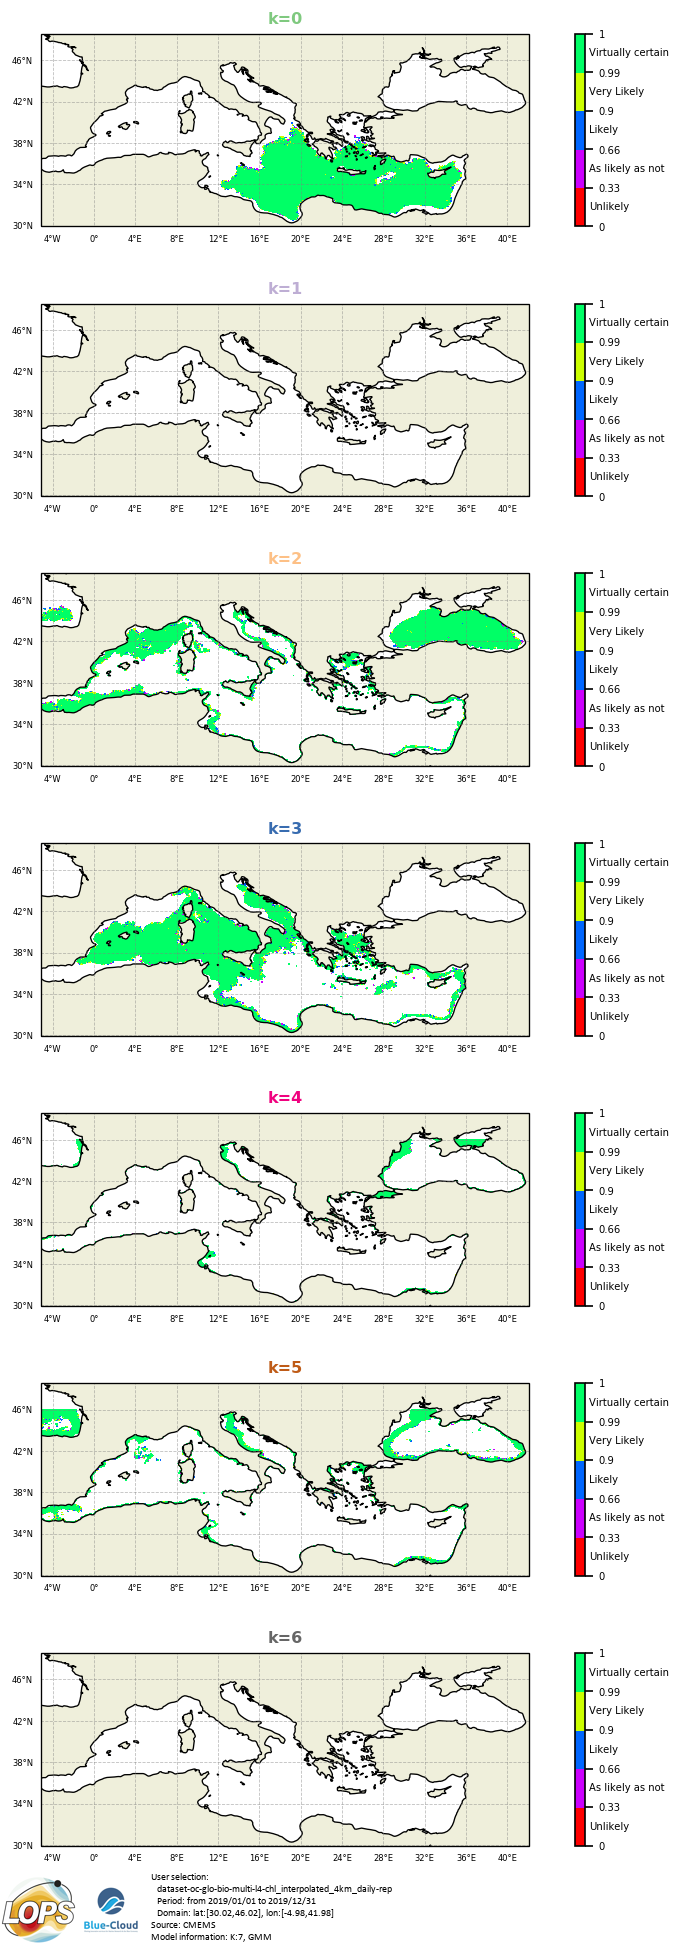 k=0
46°N
42°N
38°N
34°N
30°N
4°W 0° 4°E 8°E 12°E 16°E 20°E 24°E 28°E 32°E 36°E 40°E
1
Virtually certain
0.99
Very Likely
0.9
Likely
0.66
As likely as not
0.33
Unlikely
0
k=1
46°N
42°N
38°N
34°N
30°N
4°W 0° 4°E 8°E 12°E 16°E 20°E 24°E 28°E 32°E 36°E 40°E
1
Virtually certain
0.99
Very Likely
0.9
Likely
0.66
As likely as not
0.33
Unlikely
0
k=2
46°N
42°N
38°N
34°N
30°N
4°W 0° 4°E 8°E 12°E 16°E 20°E 24°E 28°E 32°E 36°E 40°E
1
Virtually certain
0.99
Very Likely
0.9
Likely
0.66
As likely as not
0.33
Unlikely
0
k=3
46°N
42°N
38°N
34°N
30°N
4°W 0° 4°E 8°E 12°E 16°E 20°E 24°E 28°E 32°E 36°E 40°E
1
Virtually certain
0.99
Very Likely
0.9
Likely
0.66
As likely as not
0.33
Unlikely
0
k=4
46°N
42°N
38°N
34°N
30°N
4°W 0° 4°E 8°E 12°E 16°E 20°E 24°E 28°E 32°E 36°E 40°E
1
Virtually certain
0.99
Very Likely
0.9
Likely
0.66
As likely as not
0.33
Unlikely
0
k=5
46°N
42°N
38°N
34°N
30°N
4°W 0° 4°E 8°E 12°E 16°E 20°E 24°E 28°E 32°E 36°E 40°E
1
Virtually certain
0.99
Very Likely
0.9
Likely
0.66
As likely as not
0.33
Unlikely
0
k=6
46°N
42°N
38°N
34°N
30°N
4°W 0° 4°E 8°E 12°E 16°E 20°E 24°E 28°E 32°E 36°E 40°E
1
Virtually certain
0.99
Very Likely
0.9
Likely
0.66
As likely as not
0.33
Unlikely
0
LOPS
Blue-Cloud
User selection:
dataset-oc-glo-bio-multi-l4-chl_interpolated_4km_daily-rep
Period: from 2019/01/01 to 2019/12/31
Domain: lat:[30.02,46.02], lon:[-4.98,41.98]
Source: CMEMS
Model information: K:7, GMM